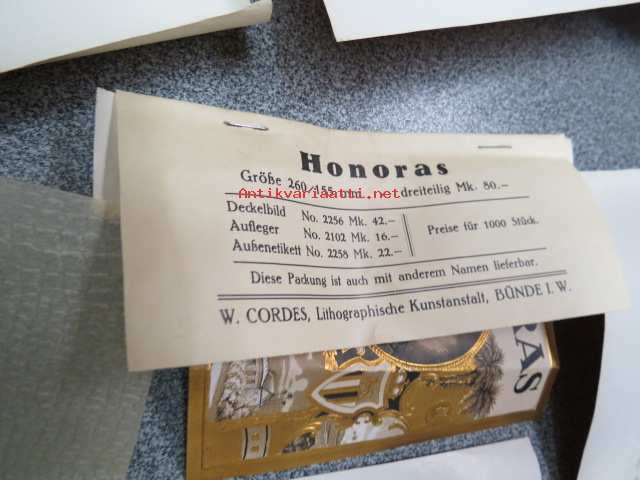 Honoras
Größe 260/155 mm dreiteilig Mk. 80.–
Antikvariaatti.net
Deckelbild No. 2256 Mk. 42.–
Aufleger No. 2102 Mk. 16.–
Außenetikett No. 2258 Mk. 22.–
Preise für 1000 Stück.
Diese Packung ist auch mit anderem Namen lieferbar.
W. CORDES, Lithographische Kunstanstalt, BÜNDE I. W.
RAS